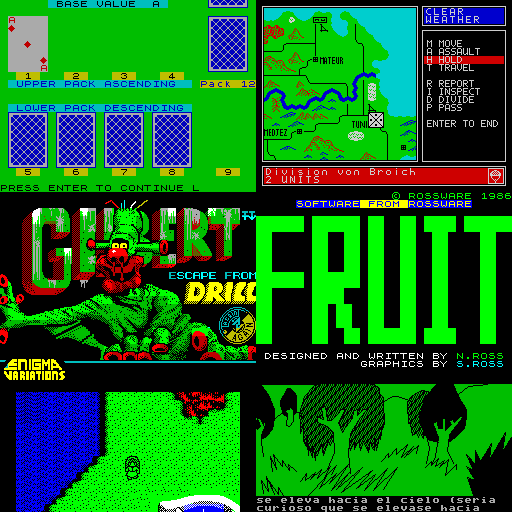 BASE VALUE A
A
A
1 2 3 4 Pack 12
UPPER PACK ASCENDING
LOWER PACK DESCENDING
5 6 7 8 9
PRESS ENTER TO CONTINUE L
CLEAR
WEATHER
M MOVE
A ASSAULT
H HOLD
T TRAVEL
R REPORT
I INSPECT
D DIVIDE
P PASS
ENTER TO END
MATEUR
TUNI
MEDJEZ
Division von Broich
2 UNITS
GILBERT
ESCAPE FROM
DRILL
ENIGMA
VARIATIONS
© ROSSWARE 1986
SOFTWARE FROM ROSSWARE
FRUIT
DESIGNED AND WRITTEN BY N.ROSS
GRAPHICS BY S.ROSS
se eleva hacia el cielo (seria
curioso que se elevase hacia